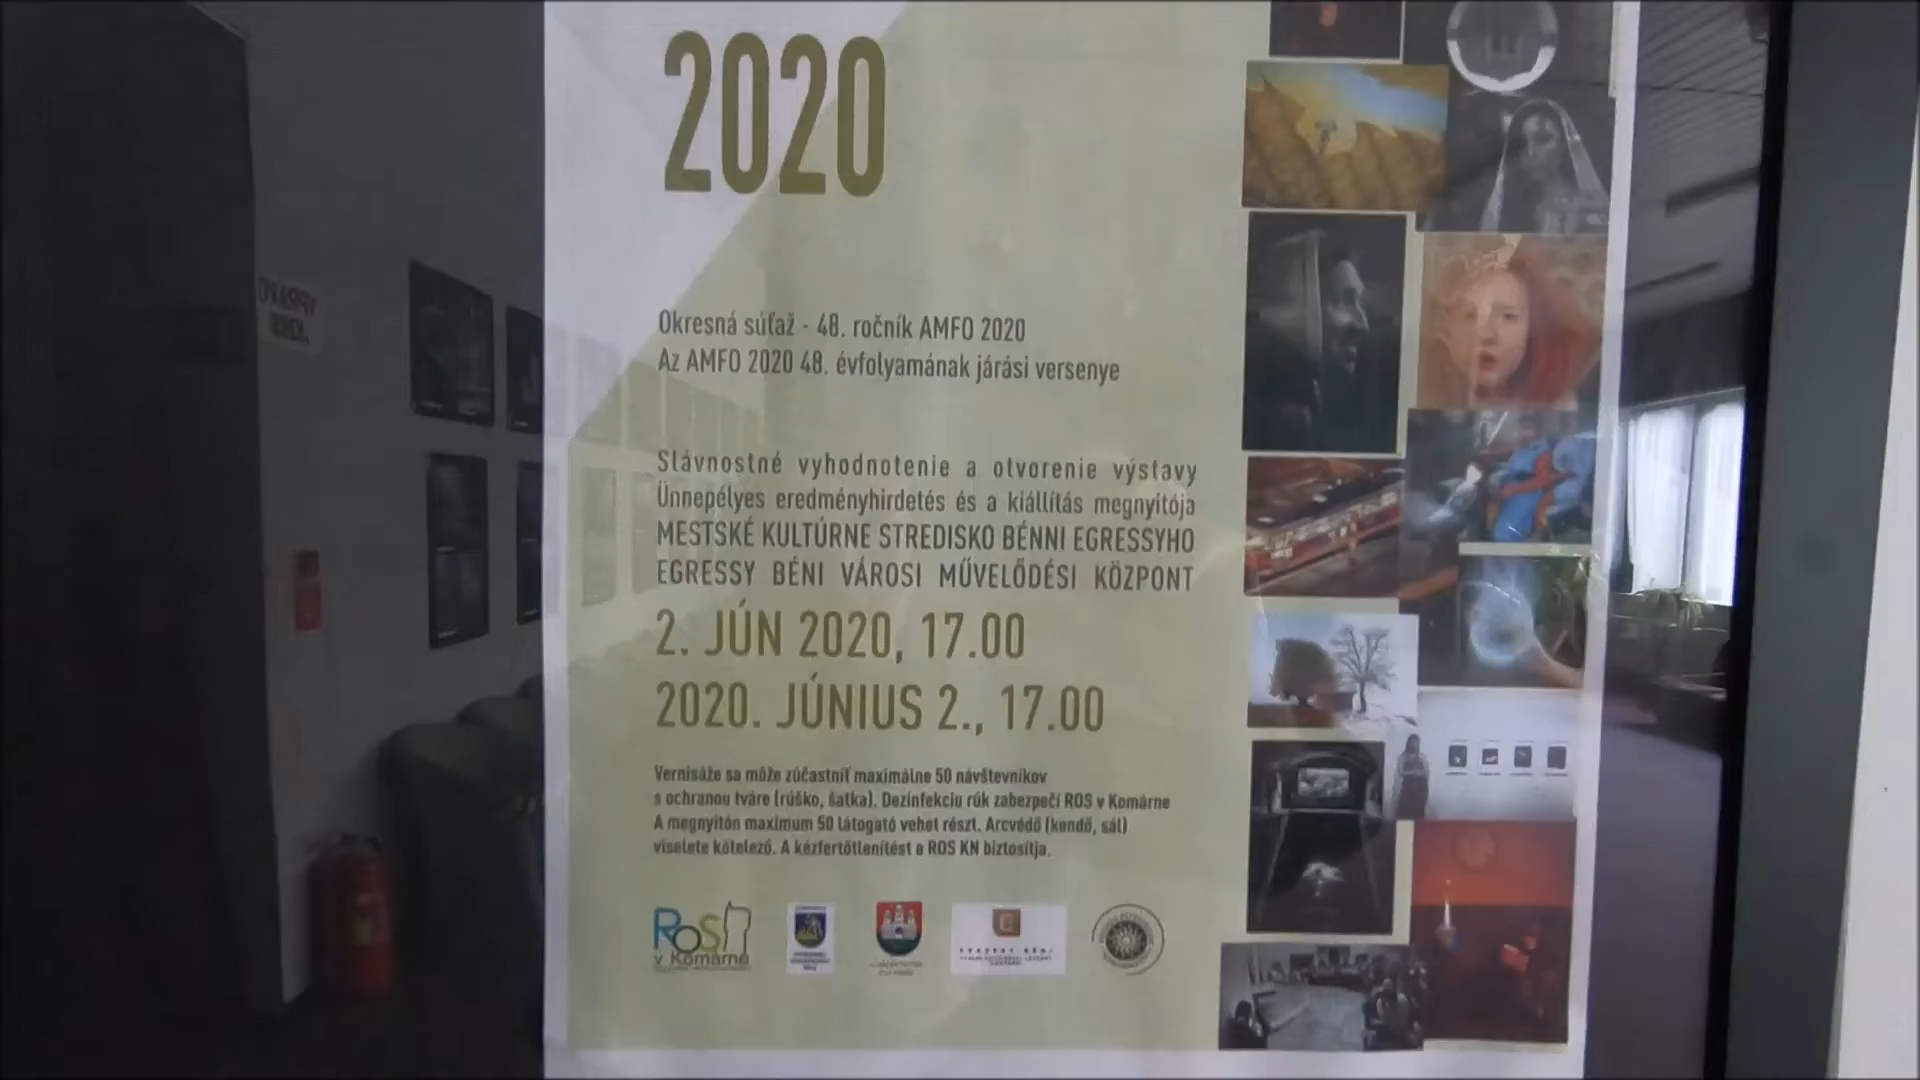 2020
Okresná súťaž - 48. ročník AMFO 2020
Az AMFO 2020 48. évfolyamának járási versenye
Slávnostné vyhodnotenie a otvorenie výstavy
Ünnepélyes eredményhirdetés és a kiállítás megnyitója
MESTSKÉ KULTÚRNE STREDISKO BÉNNI EGRESSYHO
EGRESSY BÉNI VÁROSI MŰVELŐDÉSI KÖZPONT
2. JÚN 2020, 17.00
2020. JÚNIUS 2., 17.00
Vernisáže sa môže zúčastniť maximálne 50 návštevníkov
s ochranou tváre (rúško, šatka). Dezinfekciu rúk zabezpečí ROS v Komárne
A megnyitón maximum 50 látogató vehet részt. Arcvédő (kendő, sál)
viselete kötelező. A kézfertőtlenítést a ROS KN biztosítja.
RoS
v Komárne